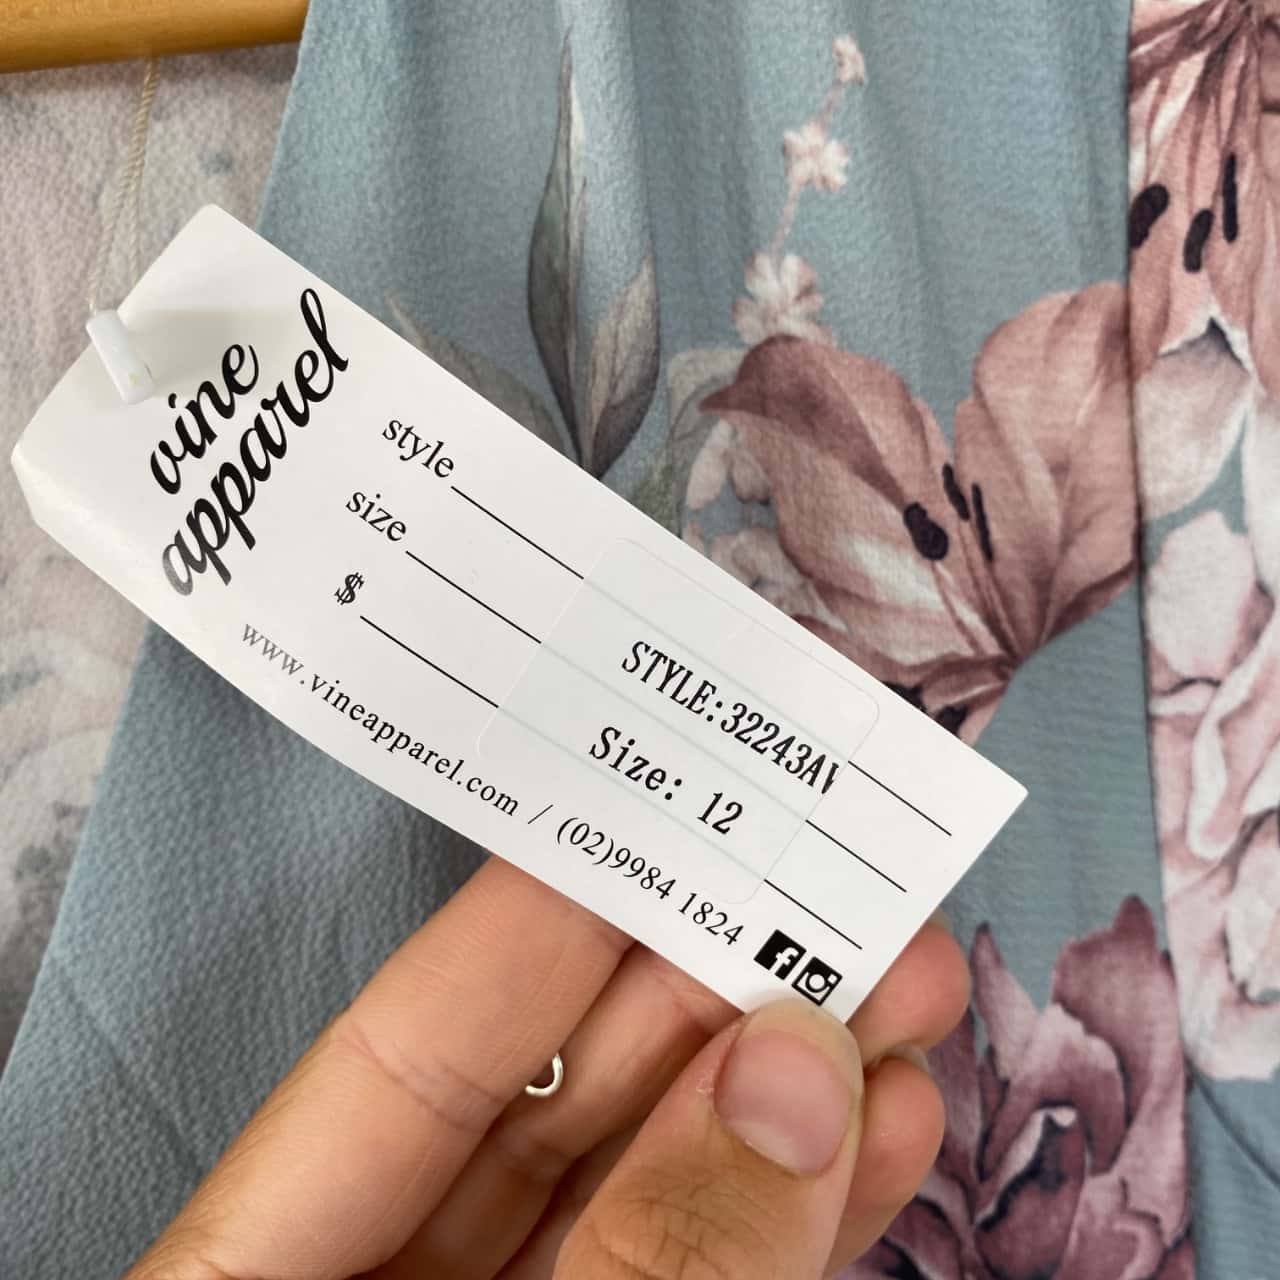 vine
apparel
style
size
$
STYLE:32243AV
Size: 12
www.vineapparel.com / (02)9984 1824